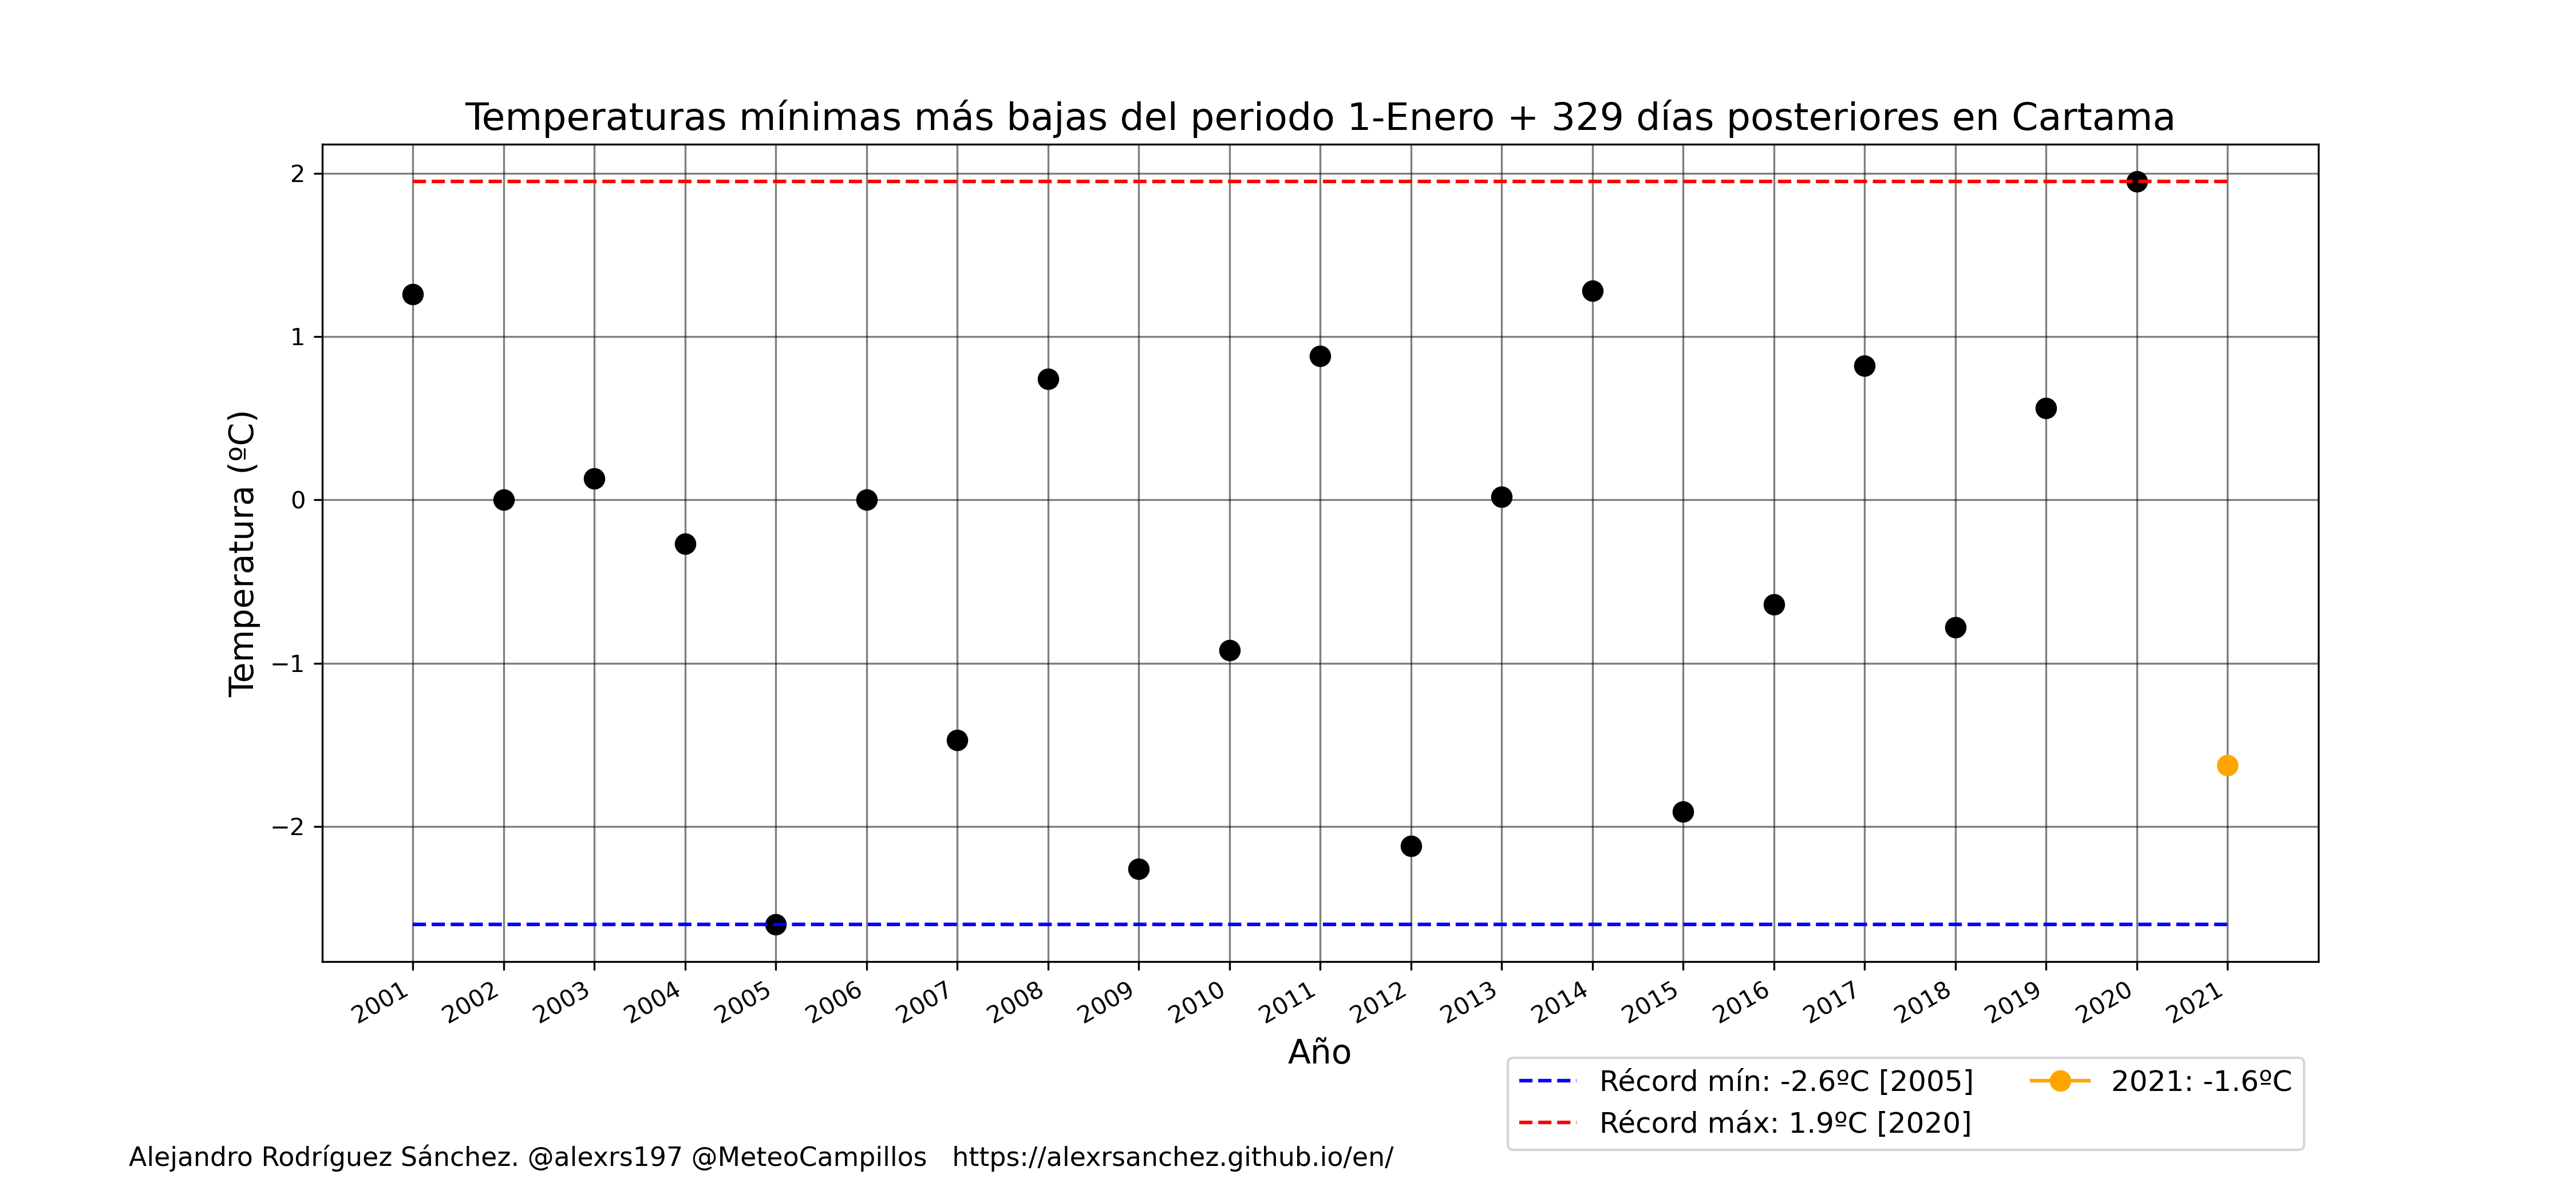 Temperaturas mínimas más bajas del periodo 1-Enero + 329 días posteriores en Cartama
Temperatura (ºC)
2
1
0
−1
−2
2001 2002 2003 2004 2005 2006 2007 2008 2009 2010 2011 2012 2013 2014 2015 2016 2017 2018 2019 2020 2021
Año
Récord mín: -2.6ºC [2005]
Récord máx: 1.9ºC [2020]
2021: -1.6ºC
Alejandro Rodríguez Sánchez. @alexrs197 @MeteoCampillos https://alexrsanchez.github.io/en/